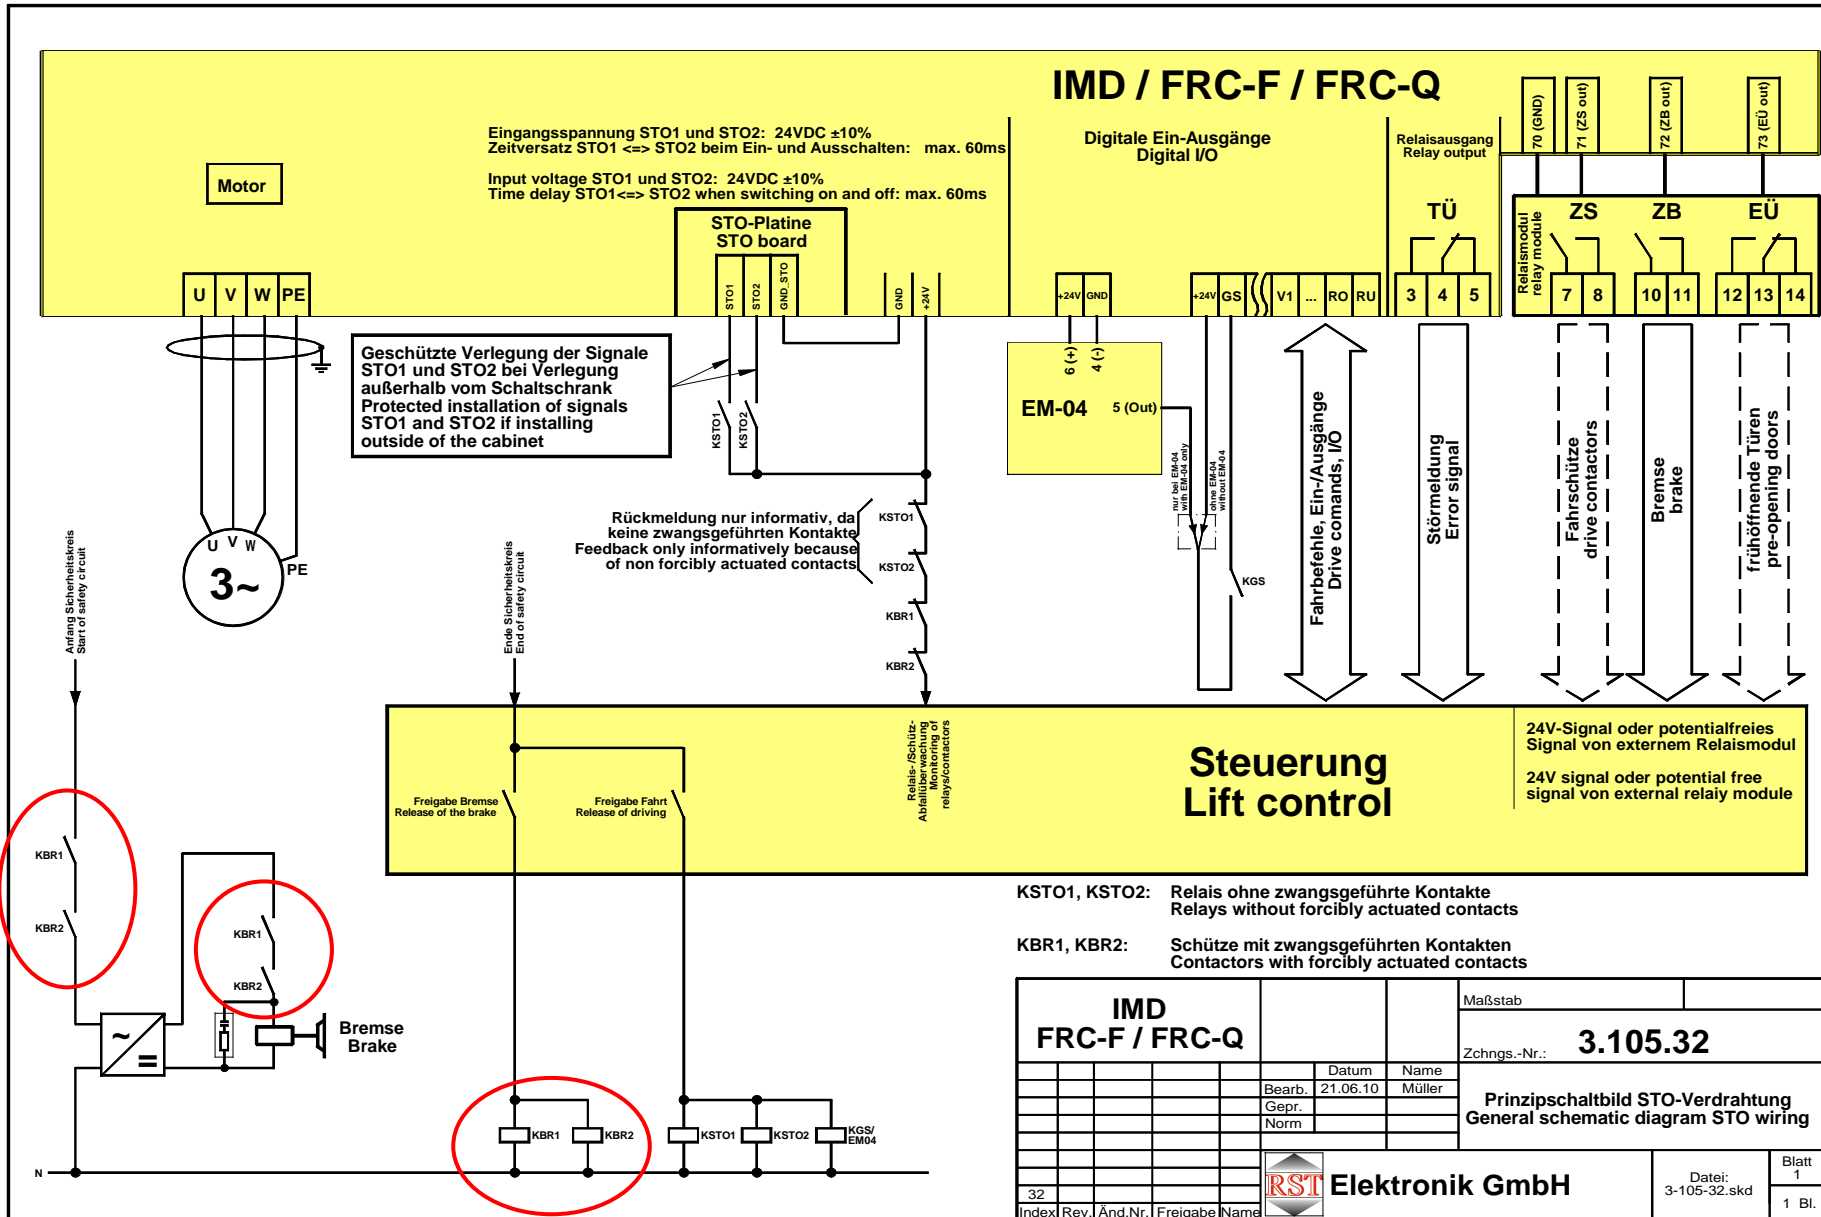 IMD / FRC-F / FRC-Q
Eingangsspannung STO1 und STO2: 24VDC ±10%
Zeitversatz STO1 <=> STO2 beim Ein- und Ausschalten: max. 60ms
Input voltage STO1 und STO2: 24VDC ±10%
Time delay STO1<=> STO2 when switching on and off: max. 60ms
Digitale Ein-Ausgänge
Digital I/O
Relaisausgang
Relay output
70 (GND)
71 (ZS out)
72 (ZB out)
73 (EÜ out)
Motor
STO-Platine
STO board
TÜ
Relaismodul
relay module
ZS
ZB
EÜ
U
V
W
PE
STO1
STO2
GND_STO
GND
+24V
+24V
GND
+24V
GS
V1
...
RO
RU
3
4
5
7
8
10
11
12
13
14
Geschützte Verlegung der Signale
STO1 und STO2 bei Verlegung
außerhalb vom Schaltschrank
Protected installation of signals
STO1 and STO2 if installing
outside of the cabinet
KSTO1
KSTO2
6 (+)
4 (-)
EM-04
5 (Out)
nur bei EM-04
with EM-04 only
ohne EM-04
without EM-04
KGS
Fahrbefehle, Ein-/Ausgänge
Drive comands, I/O
Störmeldung
Error signal
Fahrschütze
drive contactors
Bremse
brake
frühöffnende Türen
pre-opening doors
Rückmeldung nur informativ, da
keine zwangsgeführten Kontakte
Feedback only informatively because
of non forcibly actuated contacts
KSTO1
KSTO2
KBR1
KBR2
U
V
W
PE
3~
Anfang Sicherheitskreis
Start of safety circuit
Ende Sicherheitskreis
End of safety circuit
Relais-/Schütz-
Abfallüberwachung
Monitoring of
relays/contactors
Steuerung
Lift control
24V-Signal oder potentialfreies
Signal von externem Relaismodul
24V signal oder potential free
signal von external relaiy module
Freigabe Bremse
Release of the brake
Freigabe Fahrt
Release of driving
KBR1
KBR2
KBR1
KBR2
~
=
Bremse
Brake
KBR1
KBR2
KSTO1
KSTO2
KGS/
EM04
N
KSTO1, KSTO2: Relais ohne zwangsgeführte Kontakte
Relays without forcibly actuated contacts
KBR1, KBR2: Schütze mit zwangsgeführten Kontakten
Contactors with forcibly actuated contacts
IMD
FRC-F / FRC-Q
Maßstab
Zchngs.-Nr.: 3.105.32
Datum Name
Bearb. 21.06.10 Müller
Gepr.
Norm
Prinzipschaltbild STO-Verdrahtung
General schematic diagram STO wiring
32
Index Rev. Änd.Nr. Freigabe Name
RST Elektronik GmbH
Datei:
3-105-32.skd
Blatt
1
1 Bl.